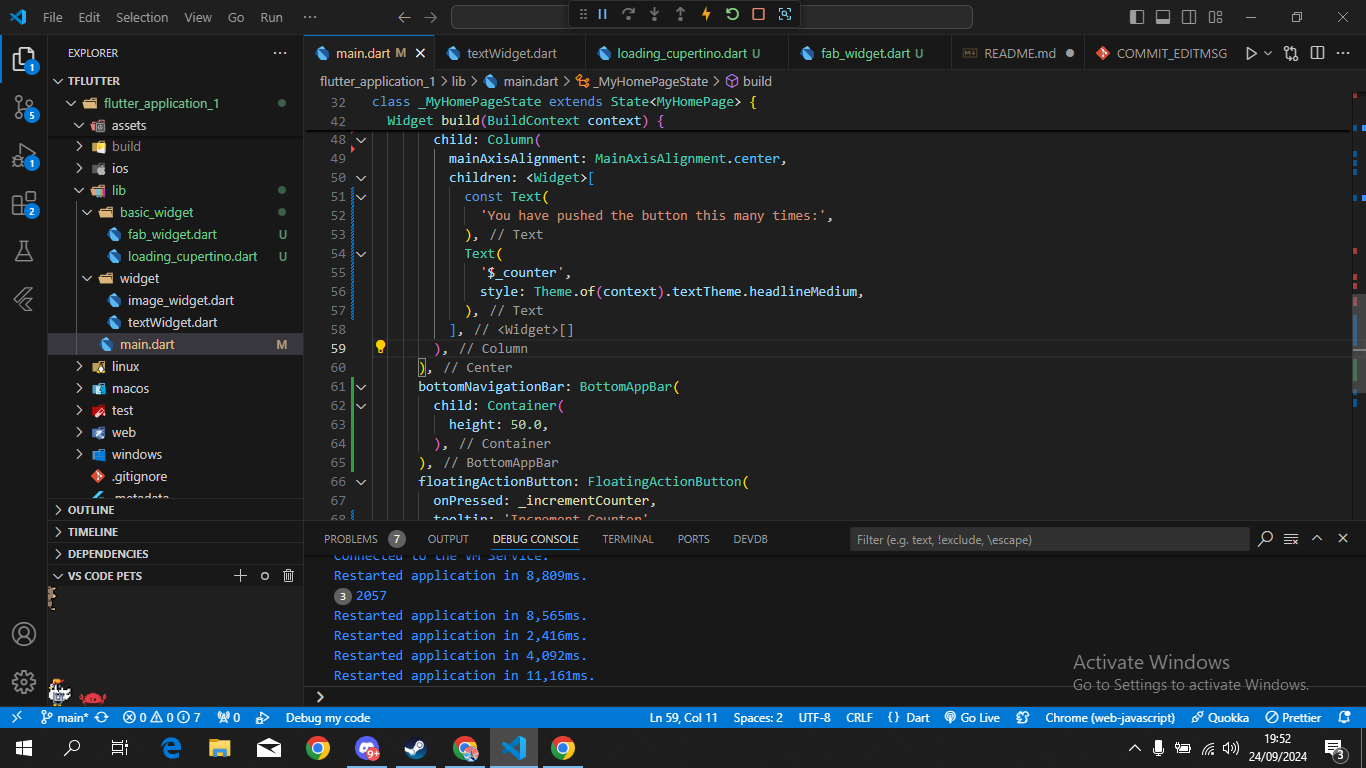 File Edit Selection View Go Run ···
EXPLORER ···
TFLUTTER
flutter_application_1
assets
build
ios
lib
basic_widget
fab_widget.dart U
loading_cupertino.dart U
widget
image_widget.dart
textWidget.dart
main.dart M
linux
macos
test
web
windows
.gitignore
.metadata
OUTLINE
TIMELINE
DEPENDENCIES
VS CODE PETS
1
5
1
2
main.dart M
textWidget.dart
loading_cupertino.dart U
fab_widget.dart U
README.md
COMMIT_EDITMSG
flutter_application_1 > lib > main.dart > _MyHomePageState > build
32 class _MyHomePageState extends State<MyHomePage> {
42 Widget build(BuildContext context) {
48 child: Column(
49 mainAxisAlignment: MainAxisAlignment.center,
50 children: <Widget>[
51 const Text(
52 'You have pushed the button this many times:',
53 ), // Text
54 Text(
55 '$_counter',
56 style: Theme.of(context).textTheme.headlineMedium,
57 ), // Text
58 ], // <Widget>[]
59 ), // Column
60 ), // Center
61 bottomNavigationBar: BottomAppBar(
62 child: Container(
63 height: 50.0,
64 ), // Container
65 ), // BottomAppBar
66 floatingActionButton: FloatingActionButton(
67 onPressed: _incrementCounter,
68 tooltip: 'Increment Counter'
PROBLEMS 7 OUTPUT DEBUG CONSOLE TERMINAL PORTS DEVDB
Filter (e.g. text, !exclude, \escape)
Connected to the VM Service.
Restarted application in 8,809ms.
3 2057
Restarted application in 8,565ms.
Restarted application in 2,416ms.
Restarted application in 4,092ms.
Restarted application in 11,161ms.
Activate Windows
Go to Settings to activate Windows.
main* 0 0 7 0 Debug my code Ln 59, Col 11 Spaces: 2 UTF-8 CRLF {} Dart Go Live Chrome (web-javascript) Quokka Prettier
9+
19:52
24/09/2024
3